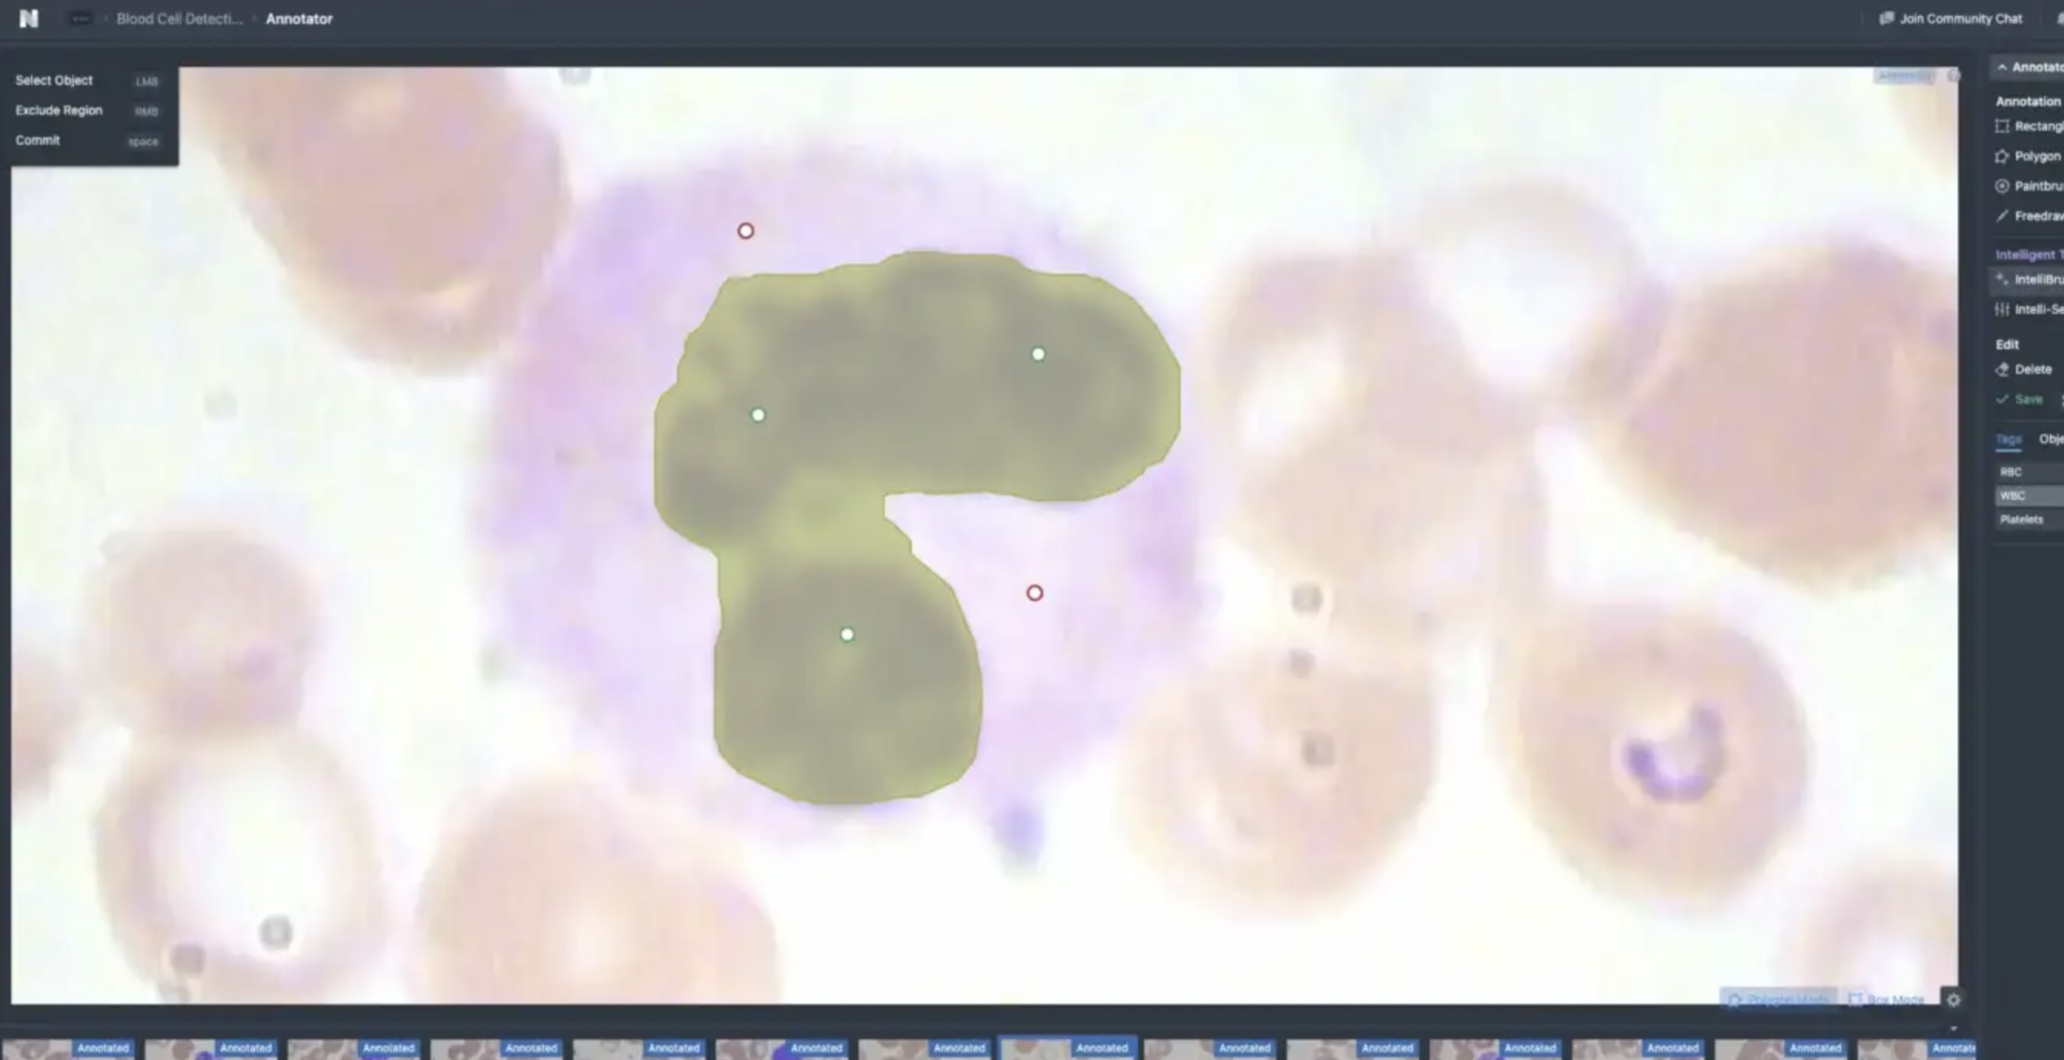 N
Blood Cell Detecti...
Annotator
Join Community Chat
Select Object LMB
Exclude Region RMB
Commit space
Annotato
Annotation
Rectangl
Polygon
Paintbru
Freedraw
Intelligent T
IntelliBru
Intelli-Se
Edit
Delete
Save
Tags Obje
RBC
WBC
Platelets
Polygon Mode Box Mode
Annotated Annotated Annotated Annotated Annotated Annotated Annotated Annotated Annotated Annotated Annotated Annotated Annotated Annotate